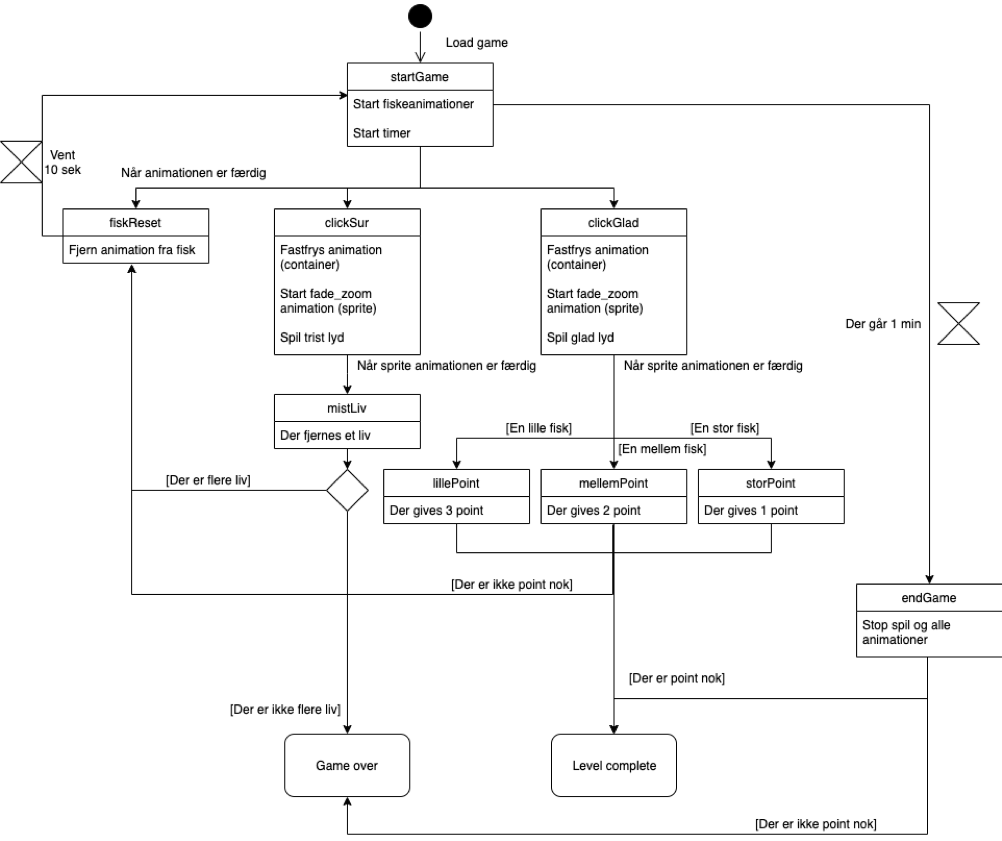 Load game
startGame
Start fiskeanimationer
Start timer
Vent
10 sek
Når animationen er færdig
fiskReset
Fjern animation fra fisk
clickSur
Fastfrys animation
(container)
Start fade_zoom
animation (sprite)
Spil trist lyd
clickGlad
Fastfrys animation
(container)
Start fade_zoom
animation (sprite)
Spil glad lyd
Der går 1 min
Når sprite animationen er færdig
Når sprite animationen er færdig
mistLiv
Der fjernes et liv
[En lille fisk]
[En stor fisk]
[En mellem fisk]
[Der er flere liv]
lillePoint
Der gives 3 point
mellemPoint
Der gives 2 point
storPoint
Der gives 1 point
[Der er ikke point nok]
endGame
Stop spil og alle
animationer
[Der er point nok]
[Der er ikke flere liv]
Game over
Level complete
[Der er ikke point nok]